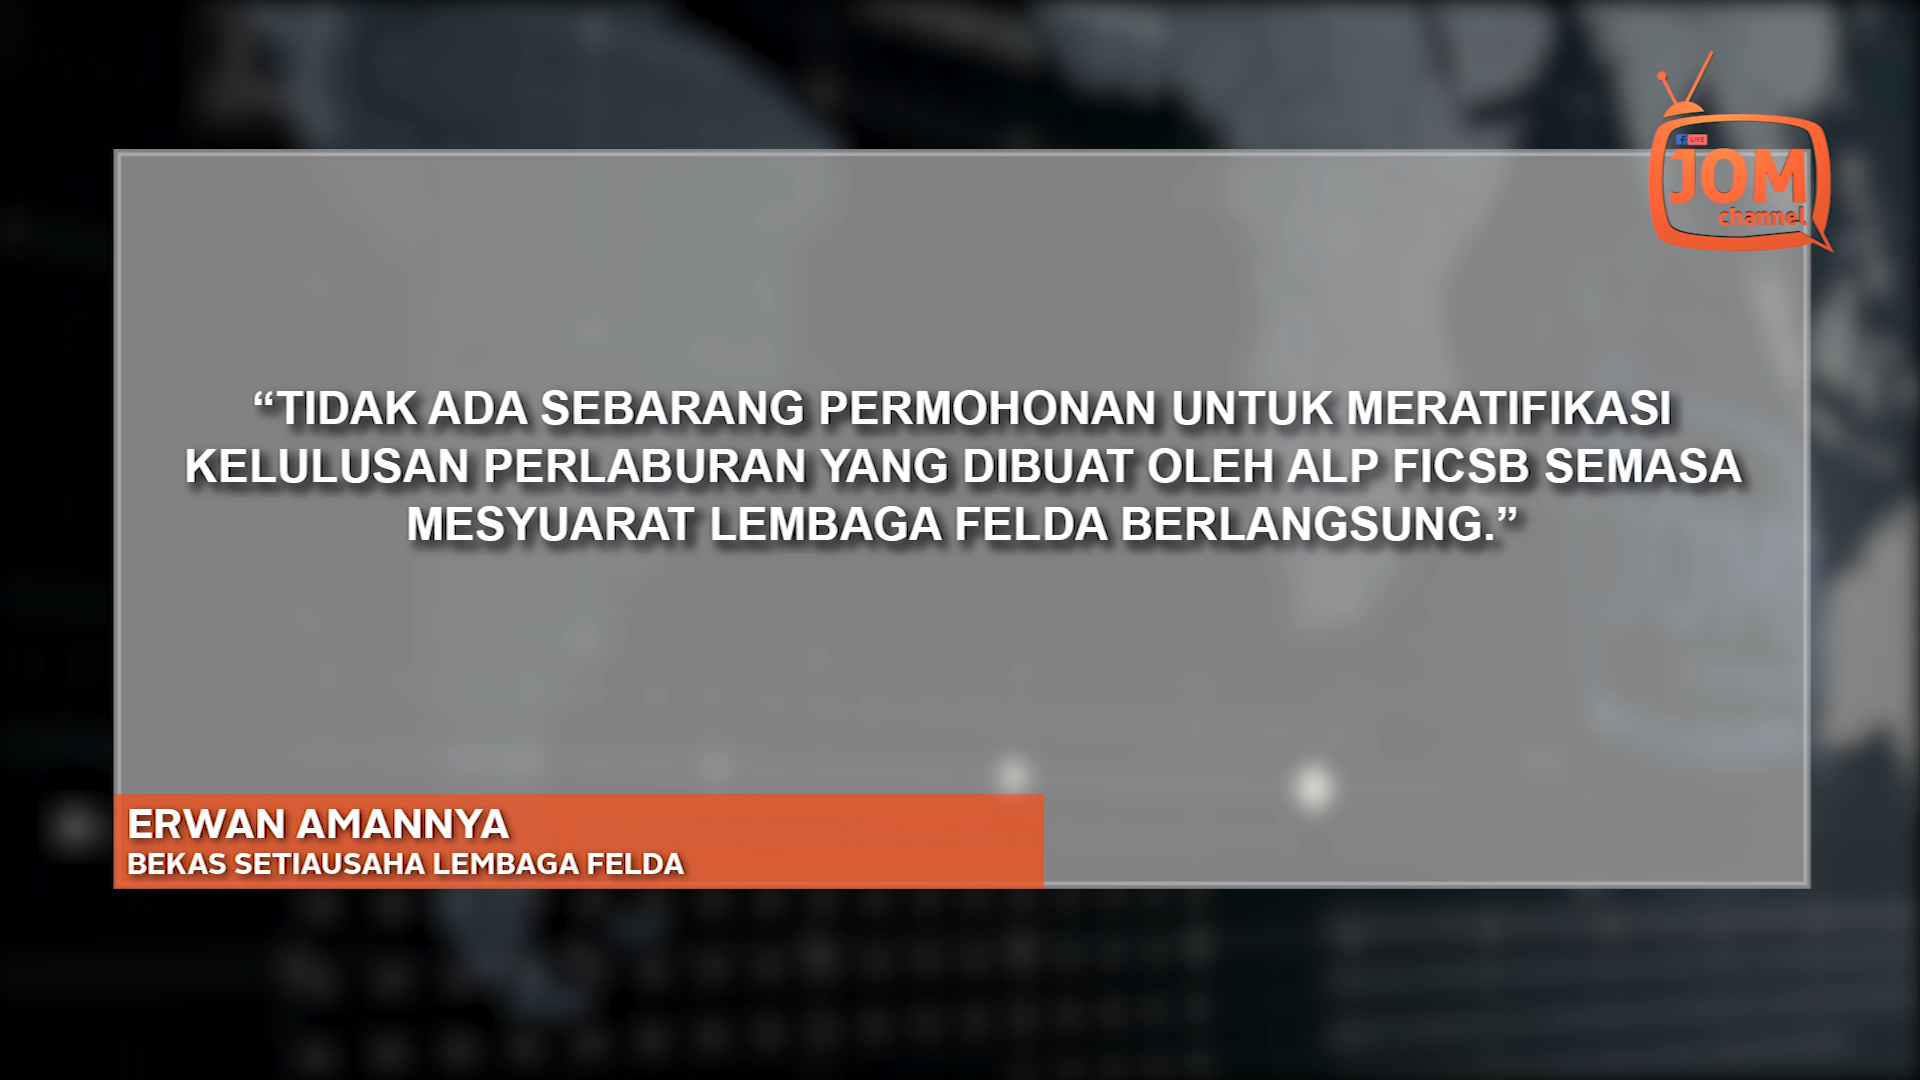 LIVE
JOM
channel
“TIDAK ADA SEBARANG PERMOHONAN UNTUK MERATIFIKASI
KELULUSAN PERLABURAN YANG DIBUAT OLEH ALP FICSB SEMASA
MESYUARAT LEMBAGA FELDA BERLANGSUNG.”
ERWAN AMANNYA
BEKAS SETIAUSAHA LEMBAGA FELDA